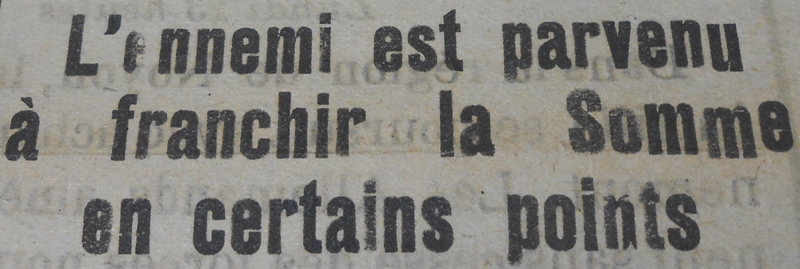 L'ennemi est parvenu
à franchir la Somme
en certains points